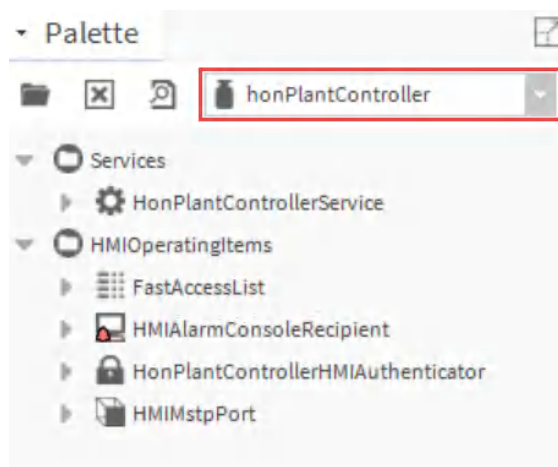 Palette
honPlantController
Services
HonPlantControllerService
HMIOperatingItems
FastAccessList
HMIAlarmConsoleRecipient
HonPlantControllerHMIAuthenticator
HMIMstpPort